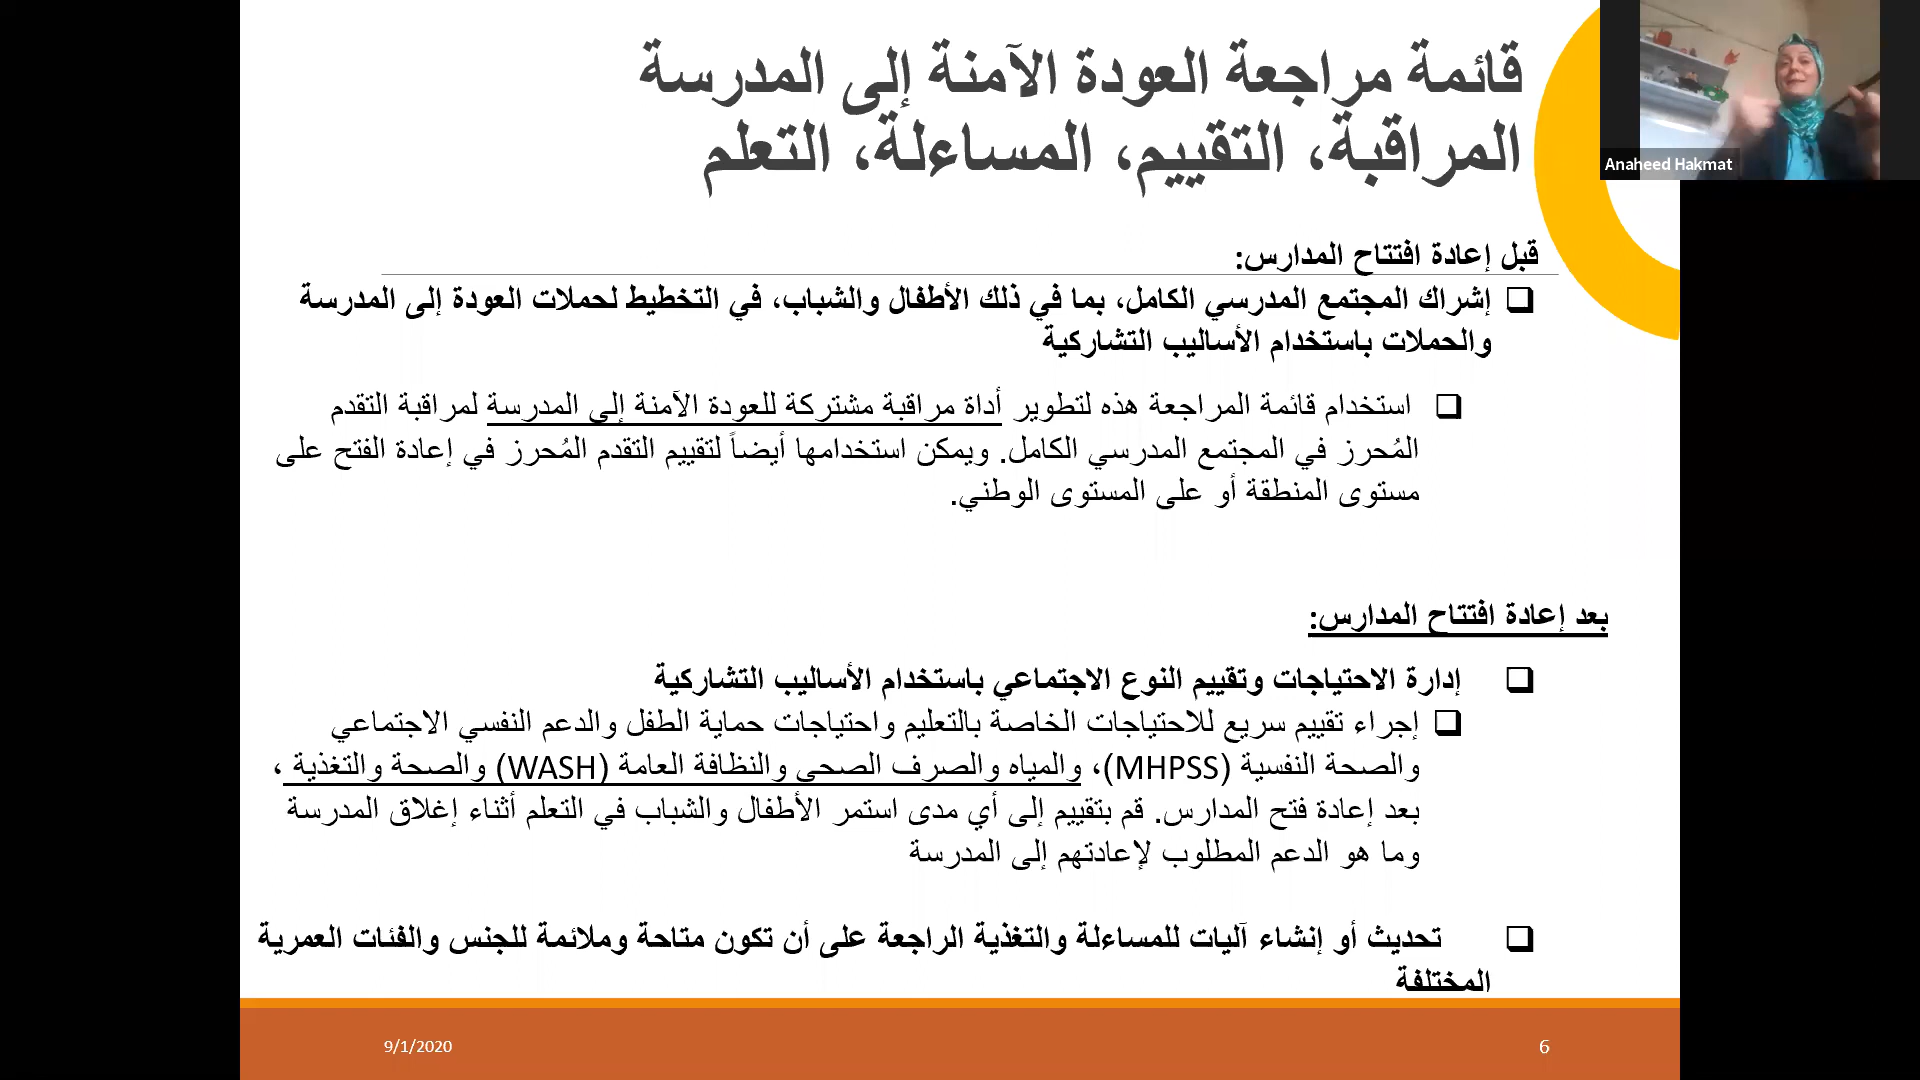 قائمة مراجعة العودة الآمنة إلى المدرسة
المراقبة، التقييم، المساءلة، التعلم
Anaheed Hakmat
قبل إعادة افتتاح المدارس:
❑ إشراك المجتمع المدرسي الكامل، بما في ذلك الأطفال والشباب، في التخطيط لحملات العودة إلى المدرسة
والحملات باستخدام الأساليب التشاركية
❑ استخدام قائمة المراجعة هذه لتطوير أداة مراقبة مشتركة للعودة الآمنة إلى المدرسة لمراقبة التقدم
المُحرز في المجتمع المدرسي الكامل. ويمكن استخدامها أيضاً لتقييم التقدم المُحرز في إعادة الفتح على
مستوى المنطقة أو على المستوى الوطني.
بعد إعادة افتتاح المدارس:
❑ إدارة الاحتياجات وتقييم النوع الاجتماعي باستخدام الأساليب التشاركية
❑ إجراء تقييم سريع للاحتياجات الخاصة بالتعليم واحتياجات حماية الطفل والدعم النفسي الاجتماعي
والصحة النفسية (MHPSS)، والمياه والصرف الصحي والنظافة العامة (WASH) والصحة والتغذية ،
بعد إعادة فتح المدارس. قم بتقييم إلى أي مدى استمر الأطفال والشباب في التعلم أثناء إغلاق المدرسة
وما هو الدعم المطلوب لإعادتهم إلى المدرسة
❑ تحديث أو إنشاء آليات للمساءلة والتغذية الراجعة على أن تكون متاحة وملائمة للجنس والفئات العمرية
المختلفة
9/1/2020
6